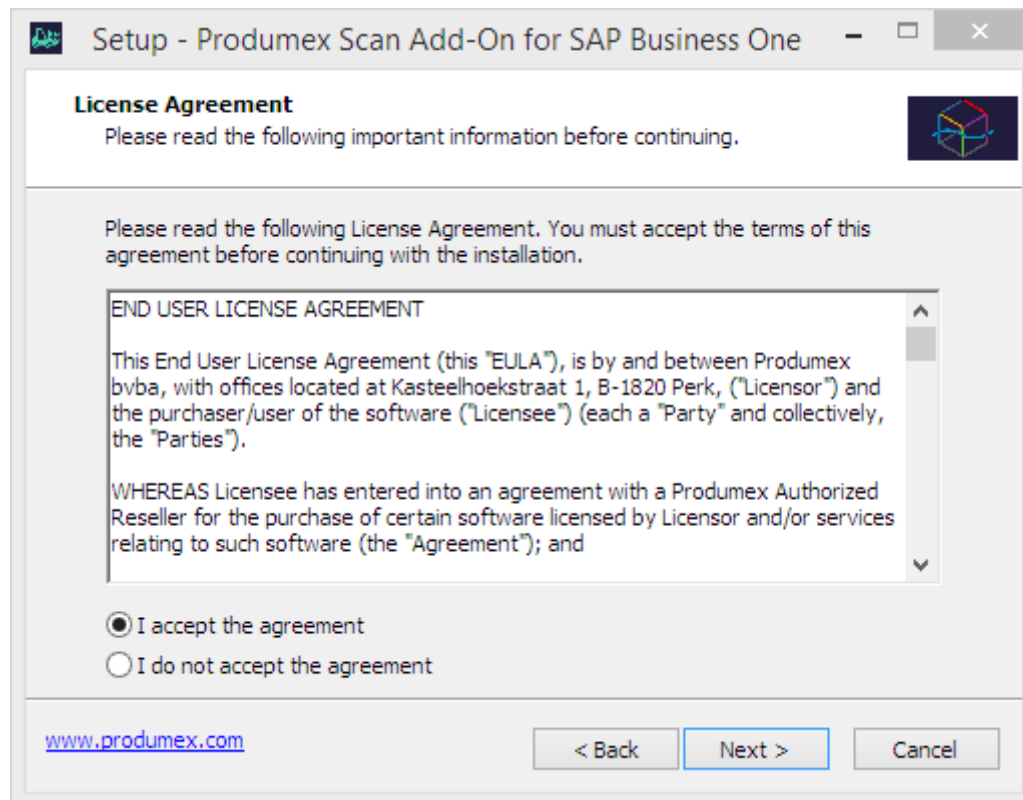 Setup - Produmex Scan Add-On for SAP Business One
License Agreement
Please read the following important information before continuing.
Please read the following License Agreement. You must accept the terms of this
agreement before continuing with the installation.
END USER LICENSE AGREEMENT
This End User License Agreement (this "EULA"), is by and between Produmex
bvba, with offices located at Kasteelhoekstraat 1, B-1820 Perk, ("Licensor") and
the purchaser/user of the software ("Licensee") (each a "Party" and collectively,
the "Parties").
WHEREAS Licensee has entered into an agreement with a Produmex Authorized
Reseller for the purchase of certain software licensed by Licensor and/or services
relating to such software (the "Agreement"); and
I accept the agreement
I do not accept the agreement
www.produmex.com
< Back
Next >
Cancel